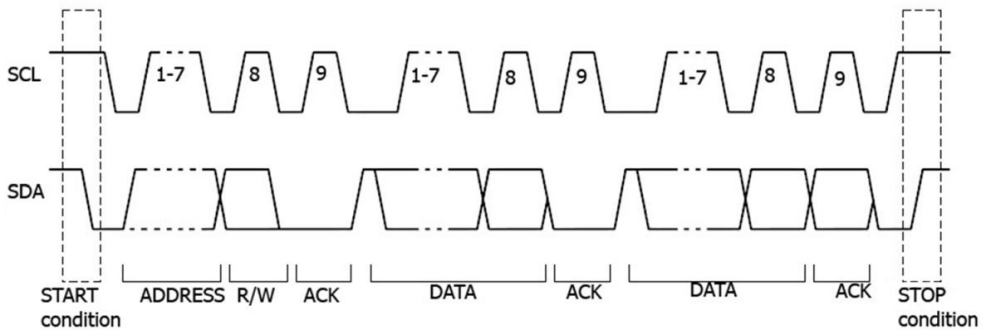 SCL
1-7
8
9
1-7
8
9
1-7
8
9
SDA
START
condition
ADDRESS
R/W
ACK
DATA
ACK
DATA
ACK
STOP
condition